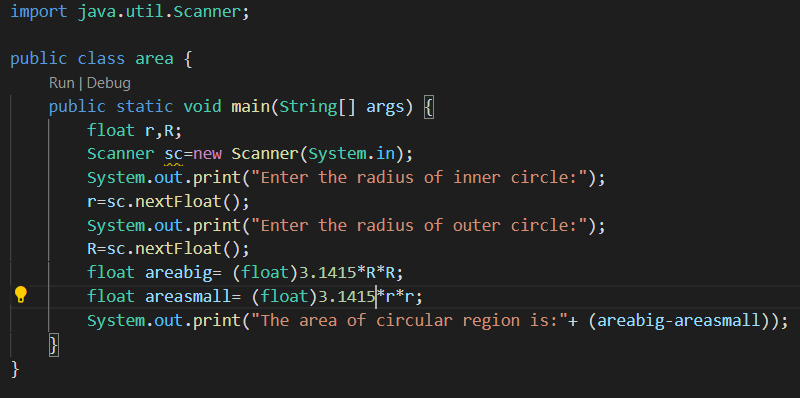 import java.util.Scanner;
public class area {
Run | Debug
public static void main(String[] args) {
float r,R;
Scanner sc=new Scanner(System.in);
System.out.print("Enter the radius of inner circle:");
r=sc.nextFloat();
System.out.print("Enter the radius of outer circle:");
R=sc.nextFloat();
float areabig= (float)3.1415*R*R;
float areasmall= (float)3.1415*r*r;
System.out.print("The area of circular region is:"+ (areabig-areasmall));
}
}